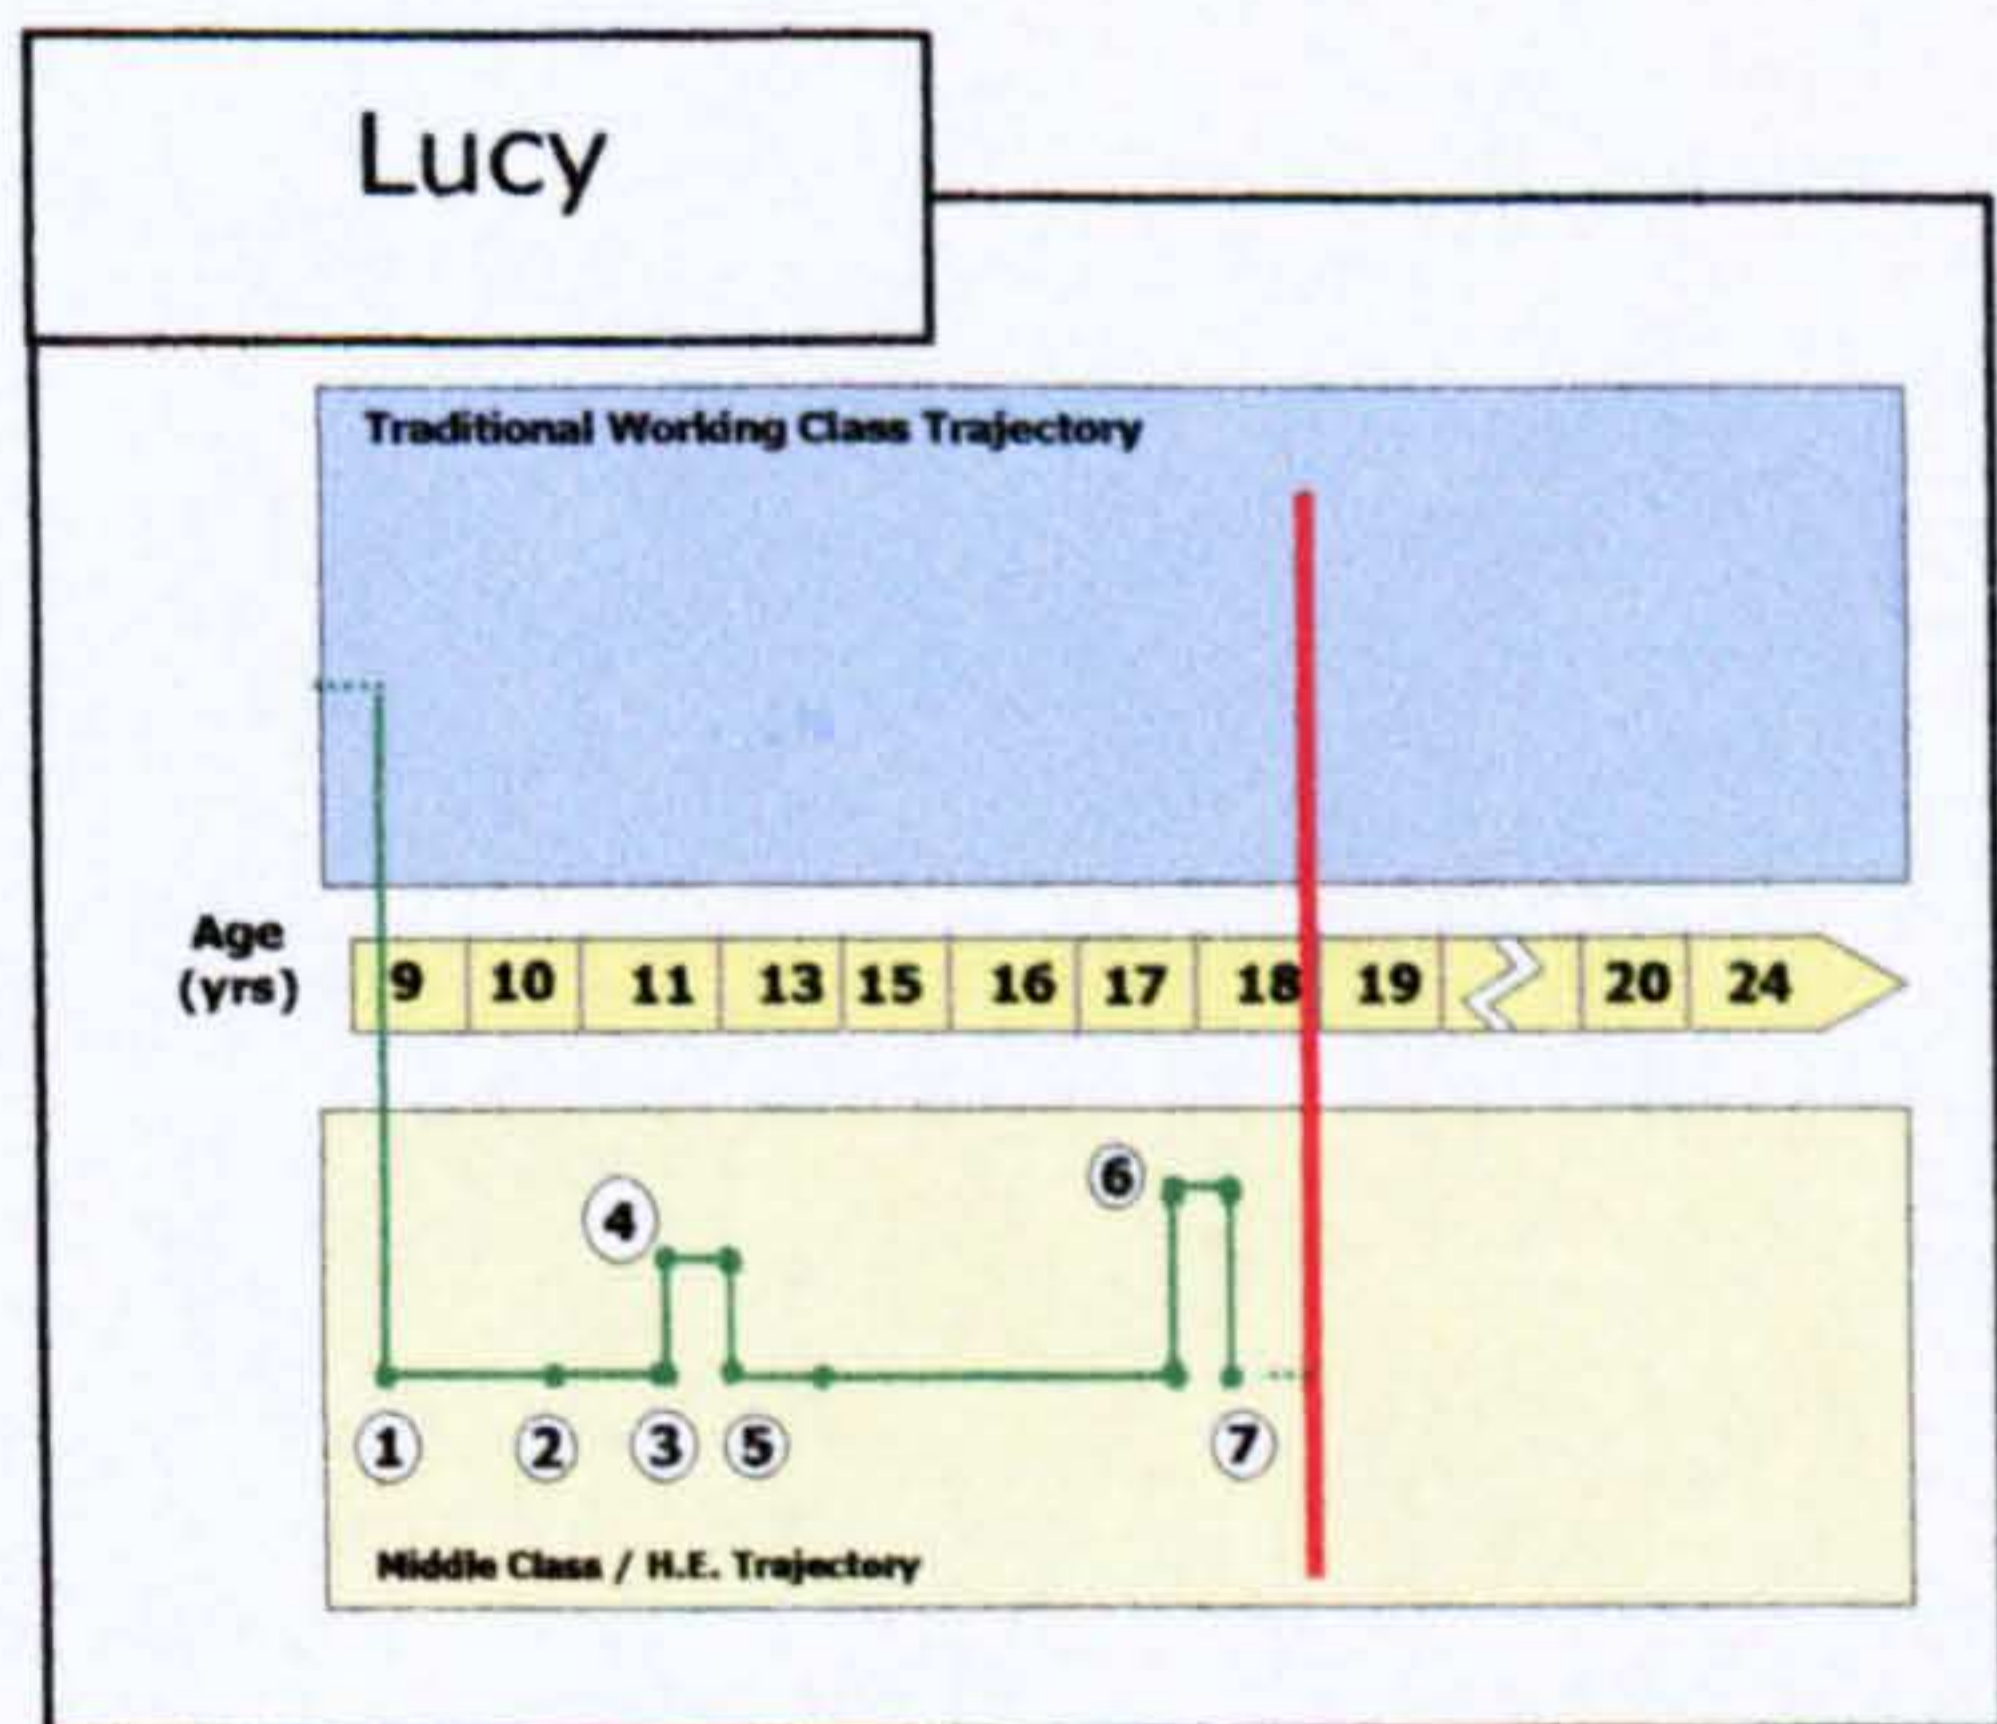 Lucy
Traditional Working Class Trajectory
Age
(yrs)
9 10 11 13 15 16 17 18 19 20 24
6
4
1 2 3 5 7
Middle Class / H.E. Trajectory